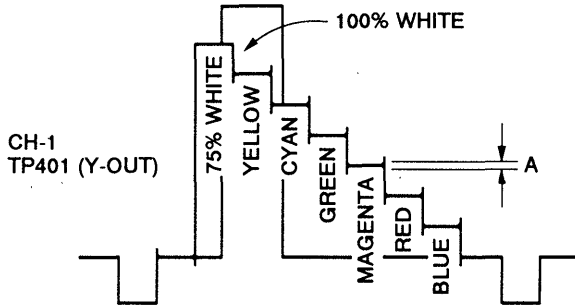 100% WHITE
75% WHITE
YELLOW
CYAN
GREEN
MAGENTA
RED
BLUE
CH-1
TP401 (Y-OUT)
A